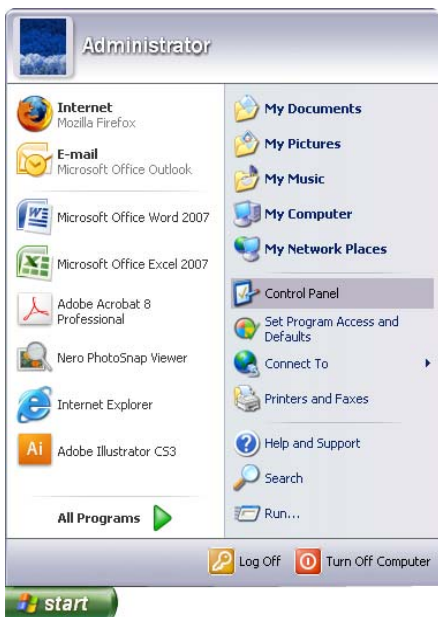 Administrator
Internet
Mozilla Firefox
E-mail
Microsoft Office Outlook
Microsoft Office Word 2007
Microsoft Office Excel 2007
Adobe Acrobat 8
Professional
Nero PhotoSnap Viewer
Internet Explorer
Ai
Adobe Illustrator CS3
All Programs
My Documents
My Pictures
My Music
My Computer
My Network Places
Control Panel
Set Program Access and
Defaults
Connect To
Printers and Faxes
Help and Support
Search
Run...
Log Off
Turn Off Computer
start